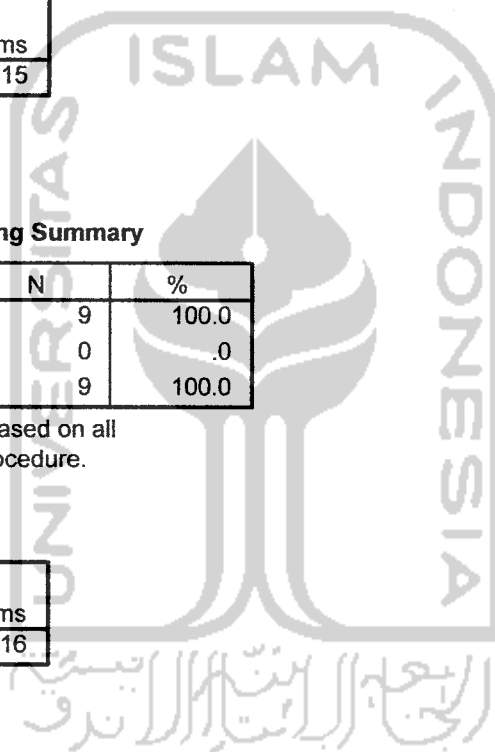 ms
15
ISLAM
UNIVERSITAS
INDONESIA
ng Summary
N %
9 100.0
0 .0
9 100.0
ased on all
ocedure.
ms
16